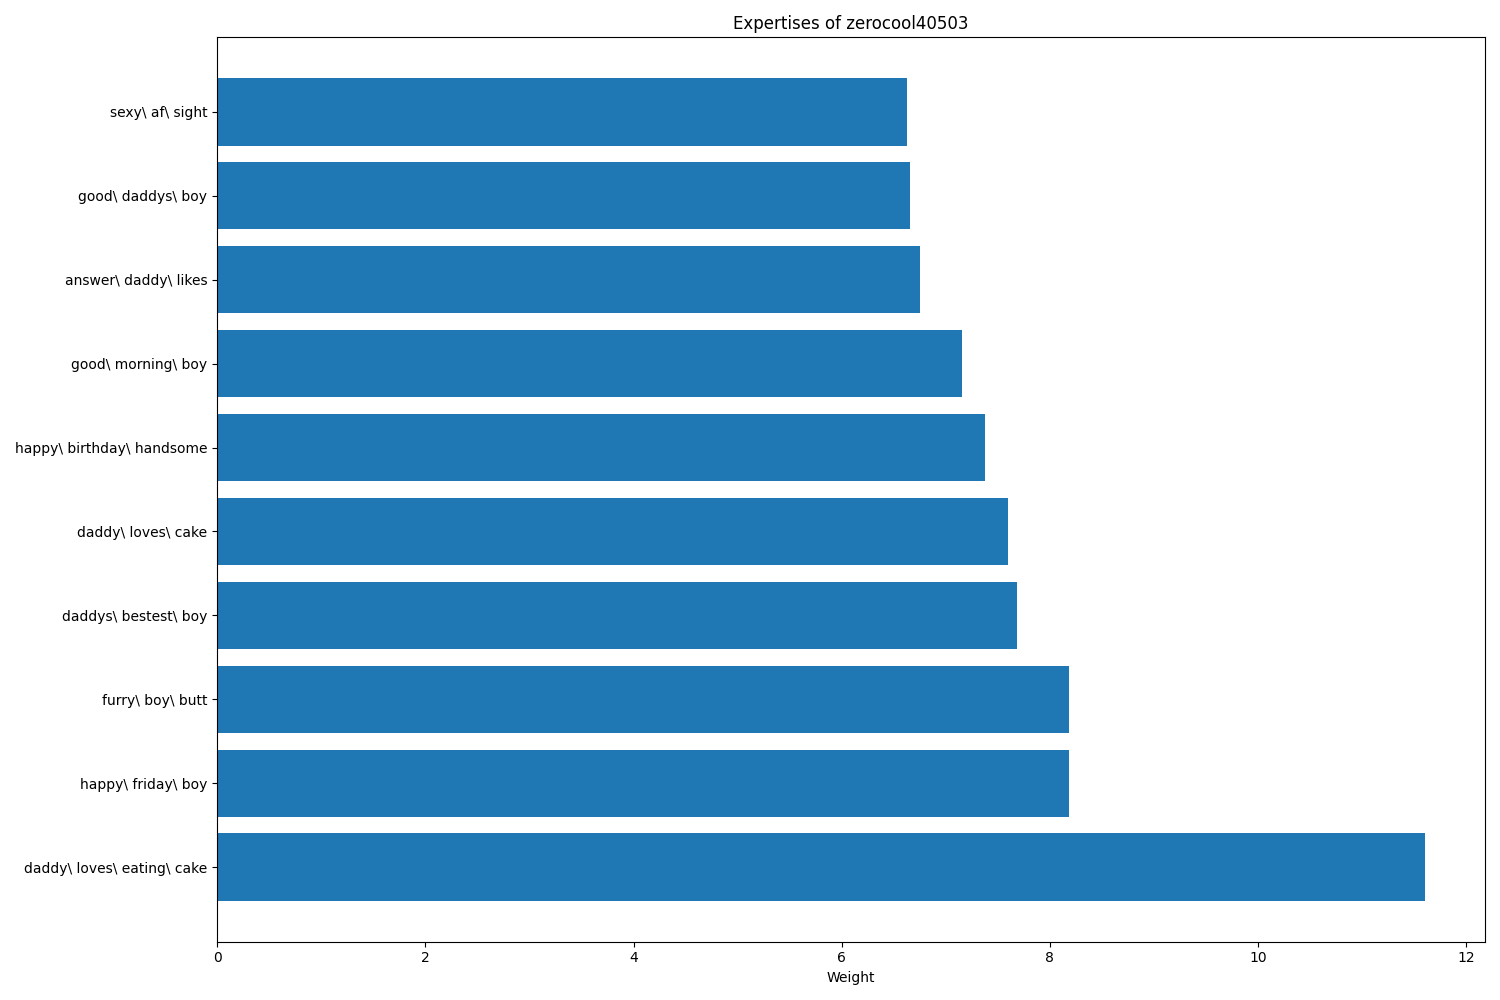 Expertises of zerocool40503
sexy\ af\ sight
good\ daddys\ boy
answer\ daddy\ likes
good\ morning\ boy
happy\ birthday\ handsome
daddy\ loves\ cake
daddys\ bestest\ boy
furry\ boy\ butt
happy\ friday\ boy
daddy\ loves\ eating\ cake
0 2 4 6 8 10 12
Weight